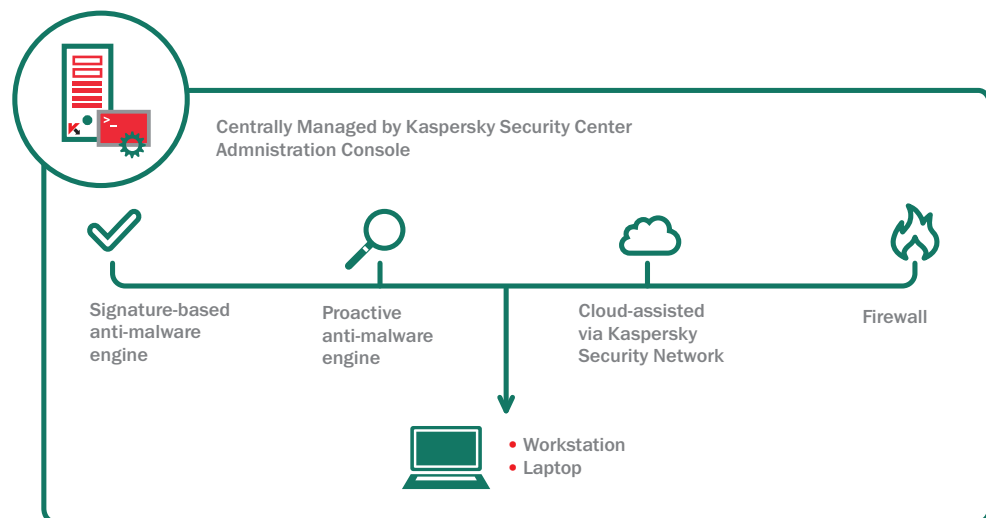 >_
Centrally Managed by Kaspersky Security Center
Admnistration Console
Signature-based
anti-malware
engine
Proactive
anti-malware
engine
Cloud-assisted
via Kaspersky
Security Network
Firewall
• Workstation
• Laptop